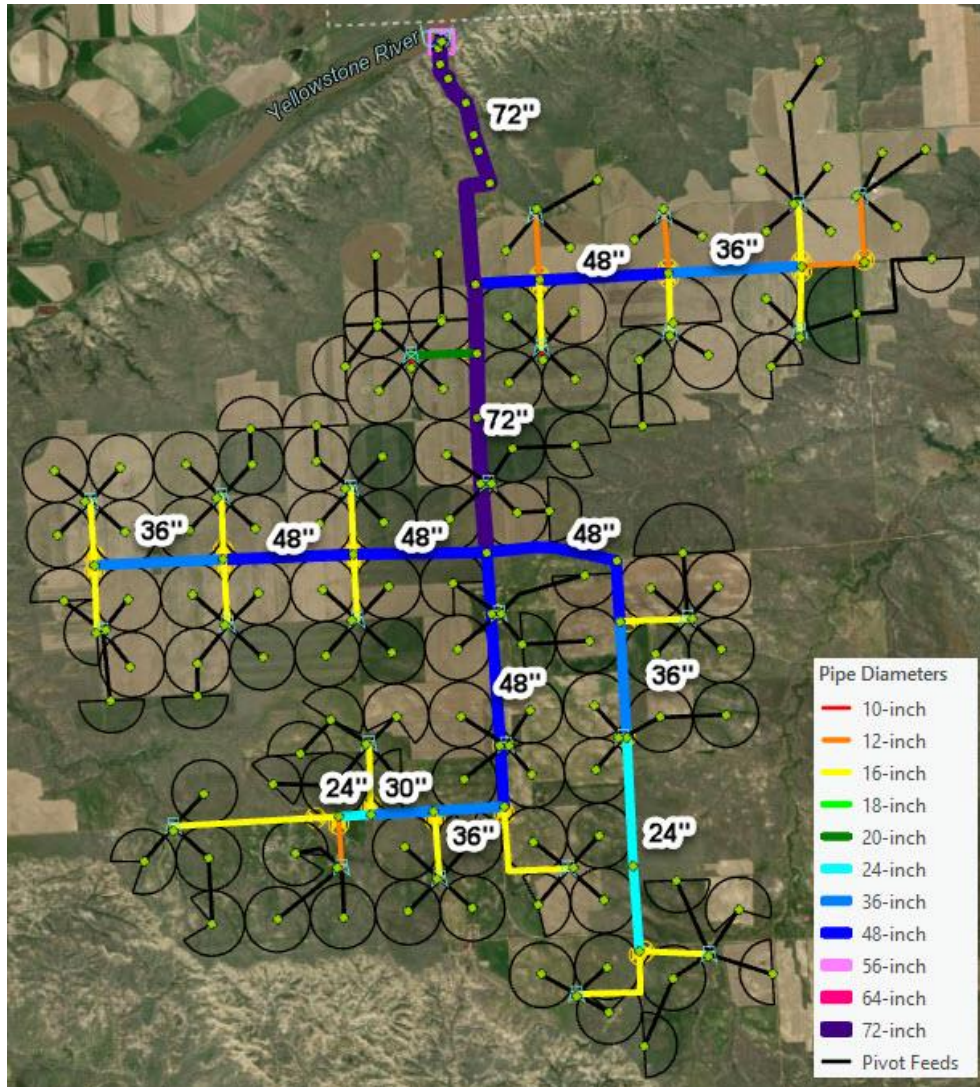 Yellowstone River
72"
48"
36"
72"
36"
48"
48"
48"
36"
48"
24"
30"
36"
24"
Pipe Diameters
10-inch
12-inch
16-inch
18-inch
20-inch
24-inch
36-inch
48-inch
56-inch
64-inch
72-inch
Pivot Feeds